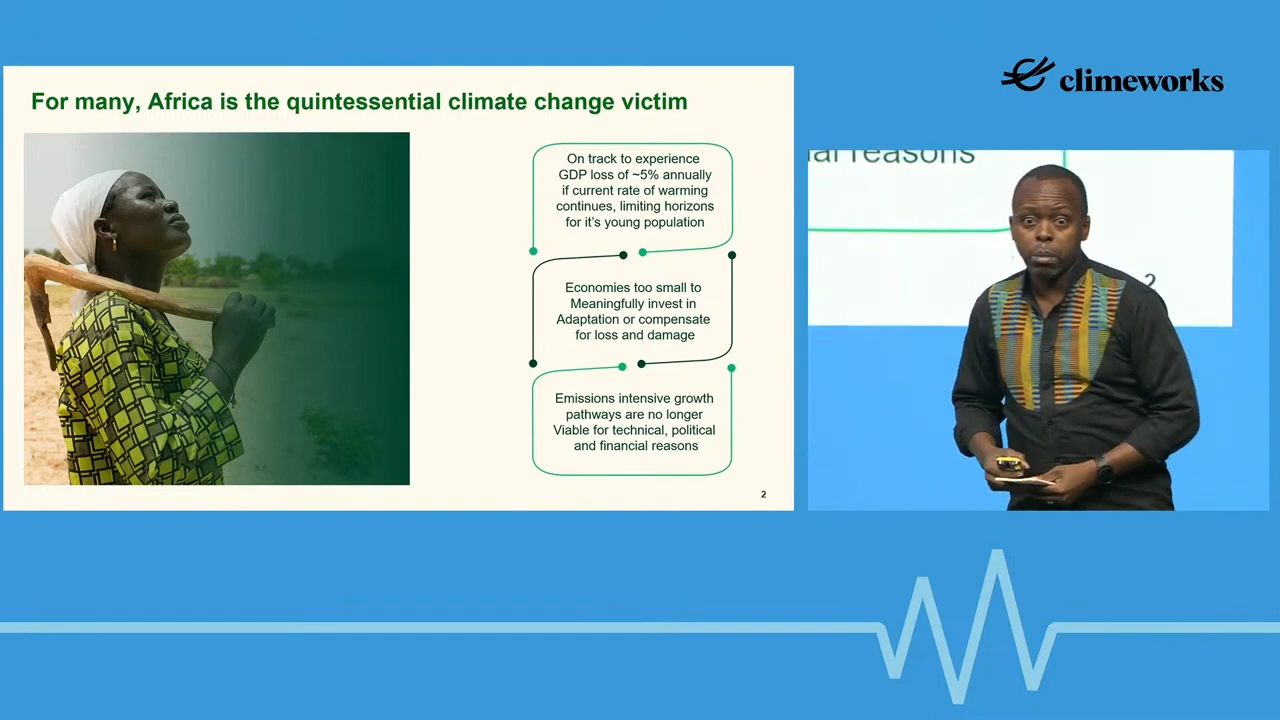 climeworks
For many, Africa is the quintessential climate change victim
On track to experience
GDP loss of ~5% annually
if current rate of warming
continues, limiting horizons
for it's young population
Economies too small to
Meaningfully invest in
Adaptation or compensate
for loss and damage
Emissions intensive growth
pathways are no longer
Viable for technical, political
and financial reasons
2
reasons
2